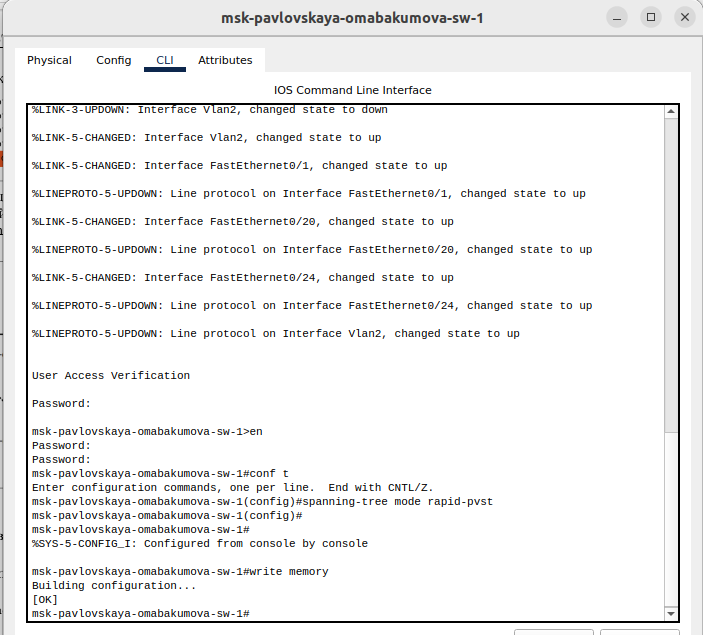 msk-pavlovskaya-omabakumova-sw-1
Physical Config CLI Attributes
IOS Command Line Interface
%LINK-3-UPDOWN: Interface Vlan2, changed state to down
%LINK-5-CHANGED: Interface Vlan2, changed state to up
%LINK-5-CHANGED: Interface FastEthernet0/1, changed state to up
%LINEPROTO-5-UPDOWN: Line protocol on Interface FastEthernet0/1, changed state to up
%LINK-5-CHANGED: Interface FastEthernet0/20, changed state to up
%LINEPROTO-5-UPDOWN: Line protocol on Interface FastEthernet0/20, changed state to up
%LINK-5-CHANGED: Interface FastEthernet0/24, changed state to up
%LINEPROTO-5-UPDOWN: Line protocol on Interface FastEthernet0/24, changed state to up
%LINEPROTO-5-UPDOWN: Line protocol on Interface Vlan2, changed state to up
User Access Verification
Password:
msk-pavlovskaya-omabakumova-sw-1>en
Password:
Password:
msk-pavlovskaya-omabakumova-sw-1#conf t
Enter configuration commands, one per line.  End with CNTL/Z.
msk-pavlovskaya-omabakumova-sw-1(config)#spanning-tree mode rapid-pvst
msk-pavlovskaya-omabakumova-sw-1(config)#
msk-pavlovskaya-omabakumova-sw-1#
%SYS-5-CONFIG_I: Configured from console by console
msk-pavlovskaya-omabakumova-sw-1#write memory
Building configuration...
[OK]
msk-pavlovskaya-omabakumova-sw-1#